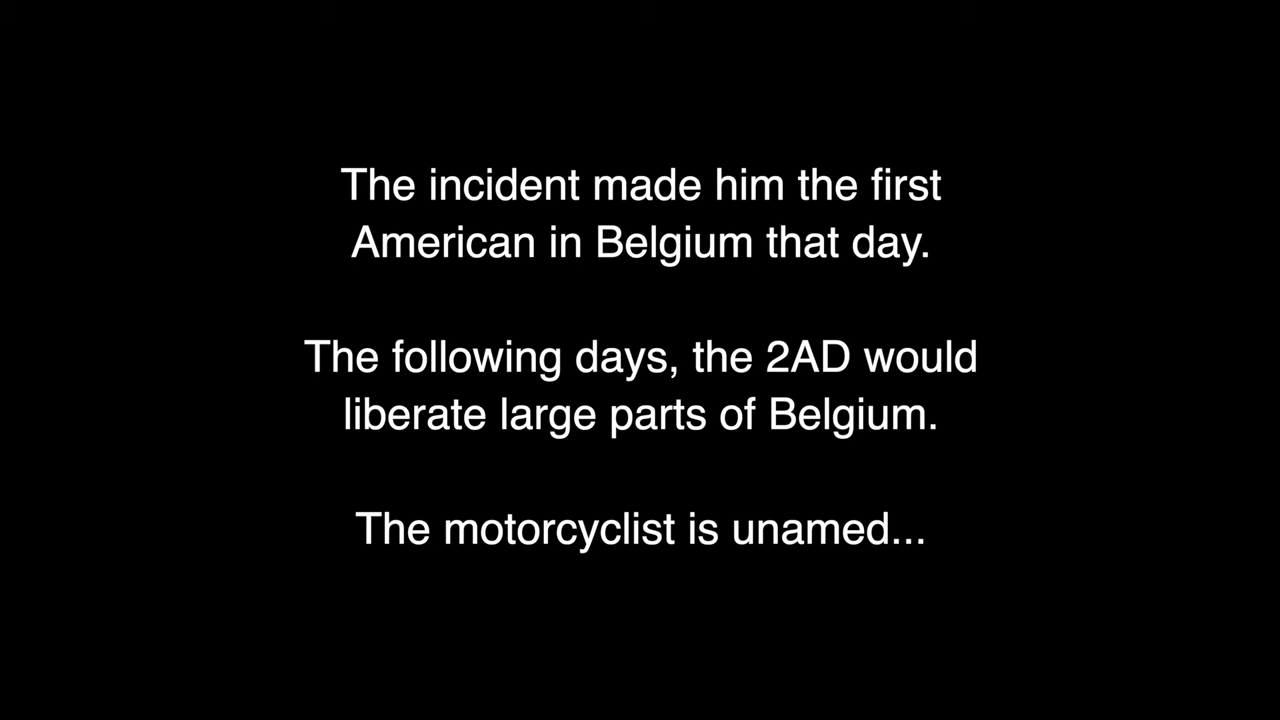 The incident made him the first
American in Belgium that day.
The following days, the 2AD would
liberate large parts of Belgium.
The motorcyclist is unamed...